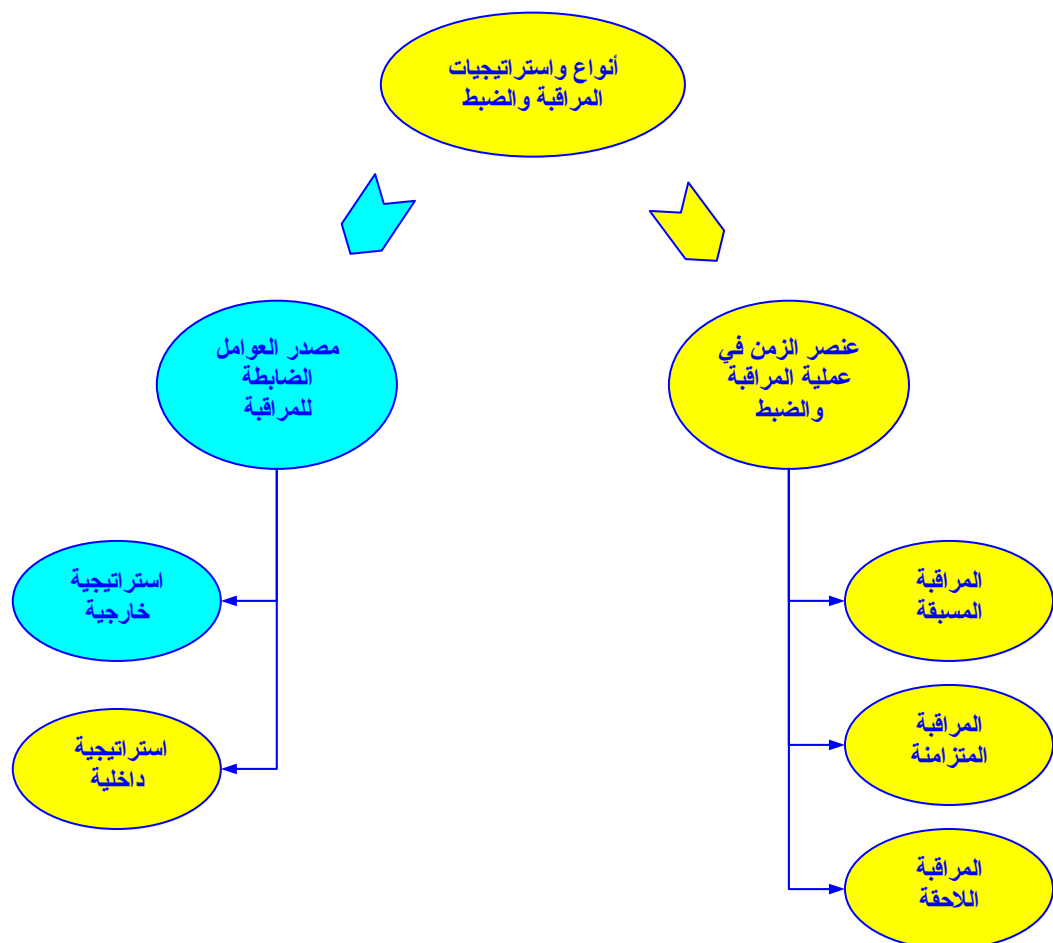 أنواع واستراتيجيات
المراقبة والضبط
عنصر الزمن في
عملية المراقبة
والضبط
مصدر العوامل
الضابطة
للمراقبة
المراقبة
المسبقة
المراقبة
المتزامنة
المراقبة
اللاحقة
استراتيجية
خارجية
استراتيجية
داخلية